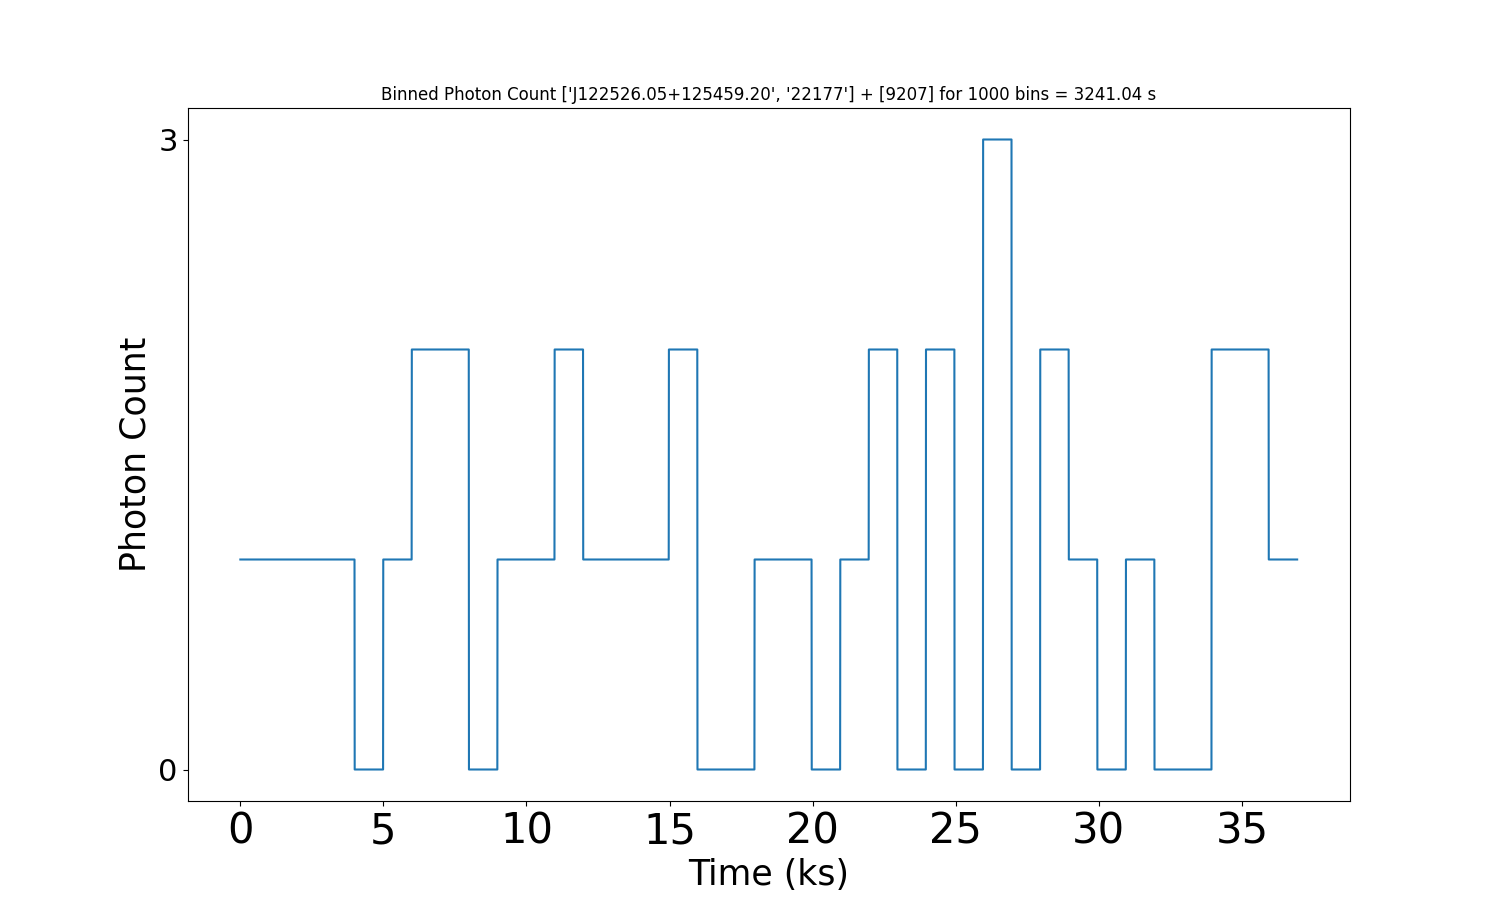 Binned Photon Count ['J122526.05+125459.20', '22177'] + [9207] for 1000 bins = 3241.04 s
3
Photon Count
0
0 5 10 15 20 25 30 35
Time (ks)